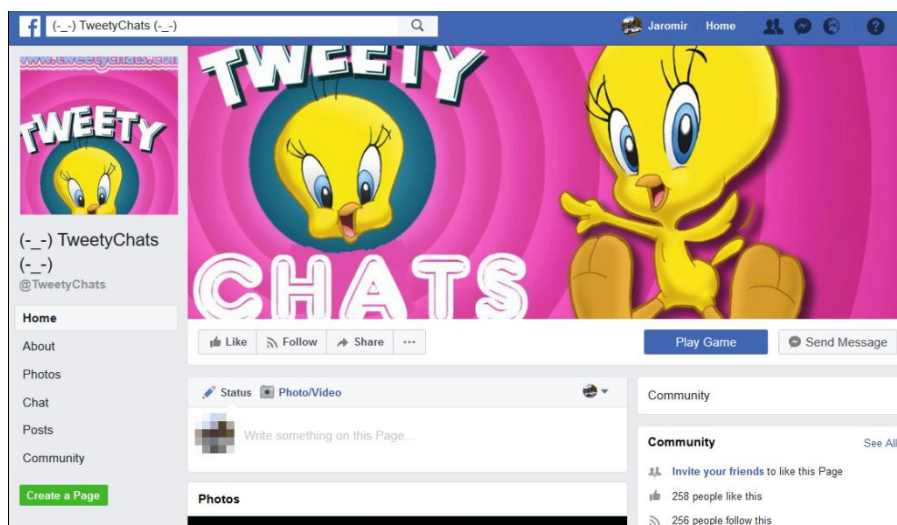 (-_-) TweetyChats (-_-)
Jaromir Home
www.tweetychats.com
TWEETY
TWEETY
CHATS
(-_-) TweetyChats
(-_-)
@TweetyChats
Home
About
Photos
Chat
Posts
Community
Create a Page
Like Follow Share ...
Play Game Send Message
Status Photo/Video
Write something on this Page...
Photos
Community
Community See All
Invite your friends to like this Page
258 people like this
256 people follow this